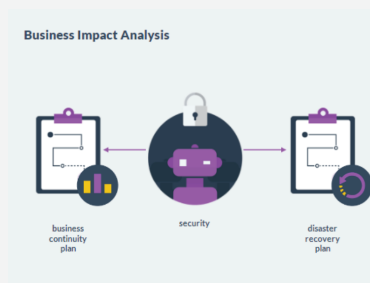 Business Impact Analysis
business
continuity
plan
security
disaster
recovery
plan